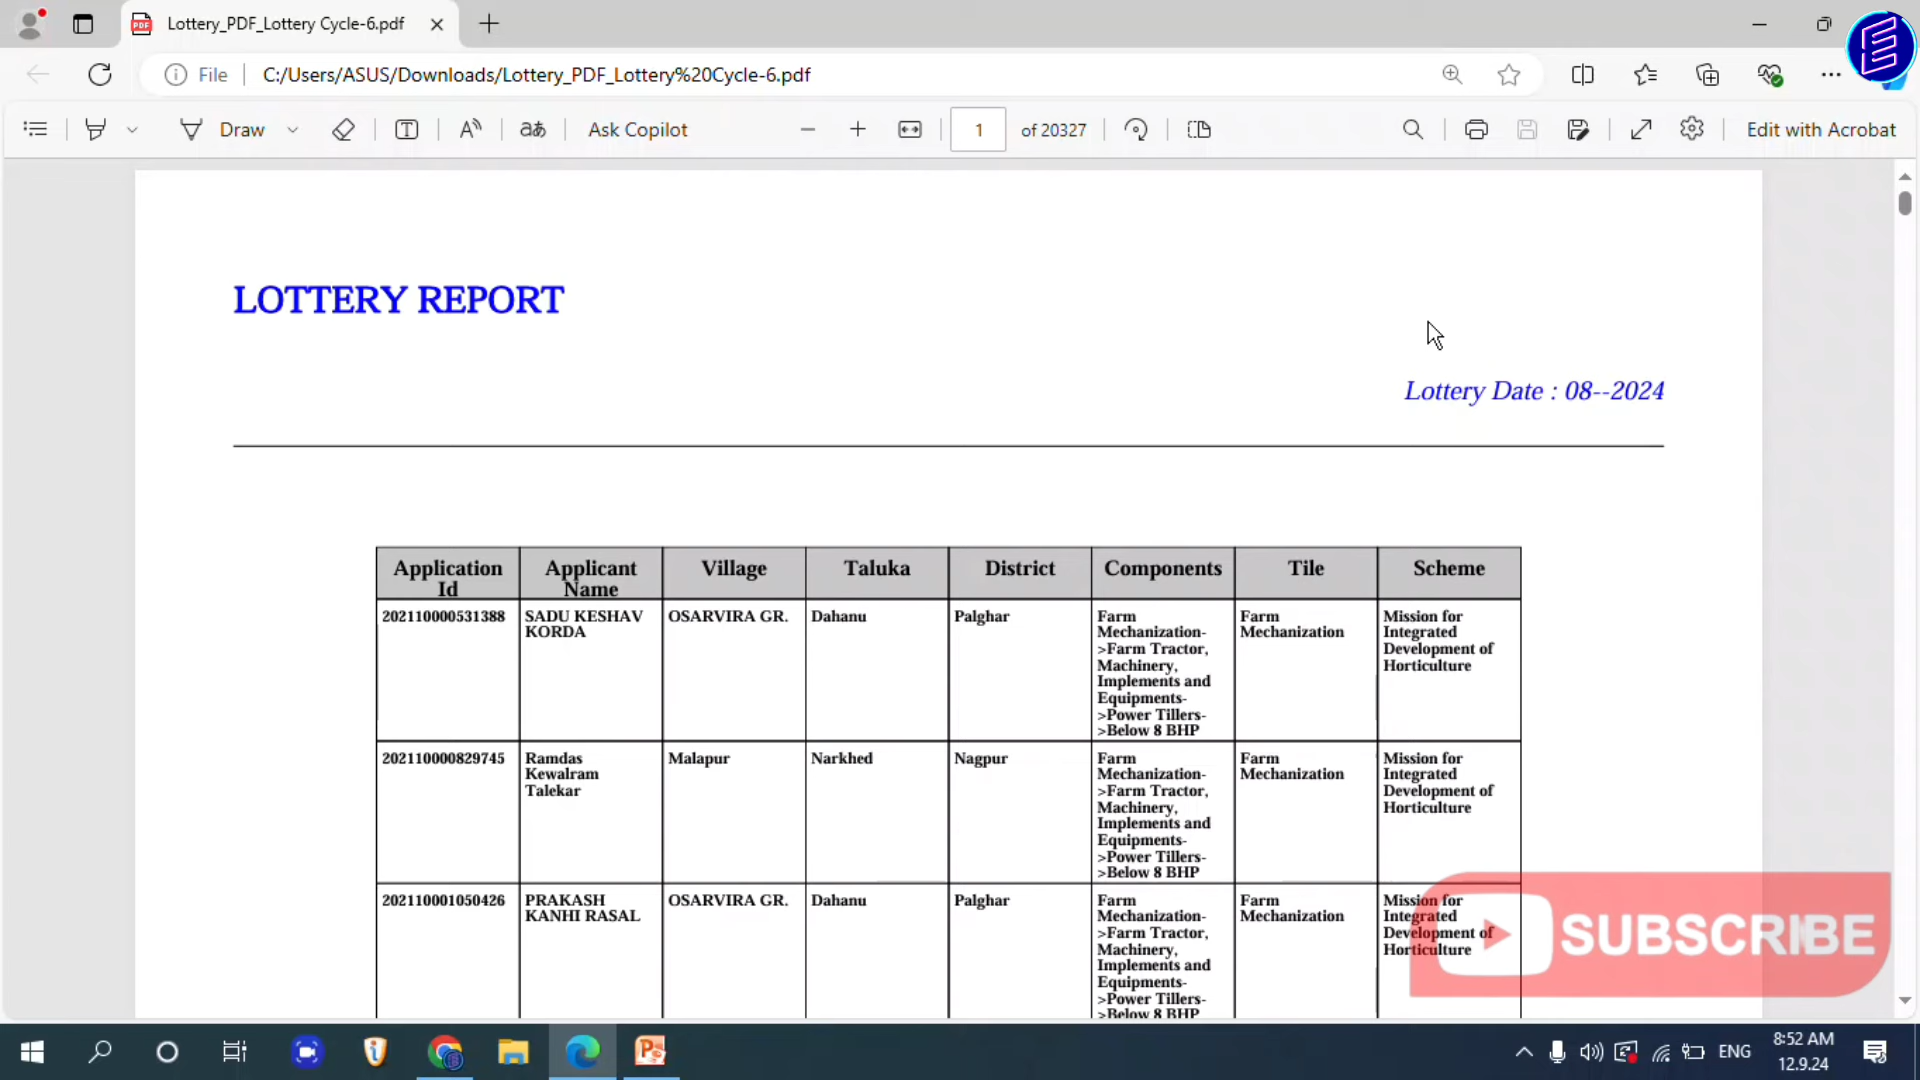 Lottery_PDF_Lottery Cycle-6.pdf
File
C:/Users/ASUS/Downloads/Lottery_PDF_Lottery%20Cycle-6.pdf
Draw
Ask Copilot
1 of 20327
Edit with Acrobat
LOTTERY REPORT
Lottery Date : 08--2024
Application Applicant Village Taluka District Components Tile Scheme
Id Name
202110000531388 SADU KESHAV OSARVIRA GR. Dahanu Palghar Farm Farm Mission for
KORDA Mechanization- Mechanization Integrated
>Farm Tractor, Development of
Machinery, Horticulture
Implements and
Equipments-
>Power Tillers-
>Below 8 BHP
202110000829745 Ramdas Malapur Narkhed Nagpur Farm Farm Mission for
Kewalram Mechanization- Mechanization Integrated
Talekar >Farm Tractor, Development of
Machinery, Horticulture
Implements and
Equipments-
>Power Tillers-
>Below 8 BHP
202110001050426 PRAKASH OSARVIRA GR. Dahanu Palghar Farm Farm Mission for
KANHI RASAL Mechanization- Mechanization Integrated
>Farm Tractor, Development of
Machinery, Horticulture
Implements and
Equipments-
>Power Tillers-
>Below 8 BHP
SUBSCRIBE
ENG
8:52 AM
12.9.24